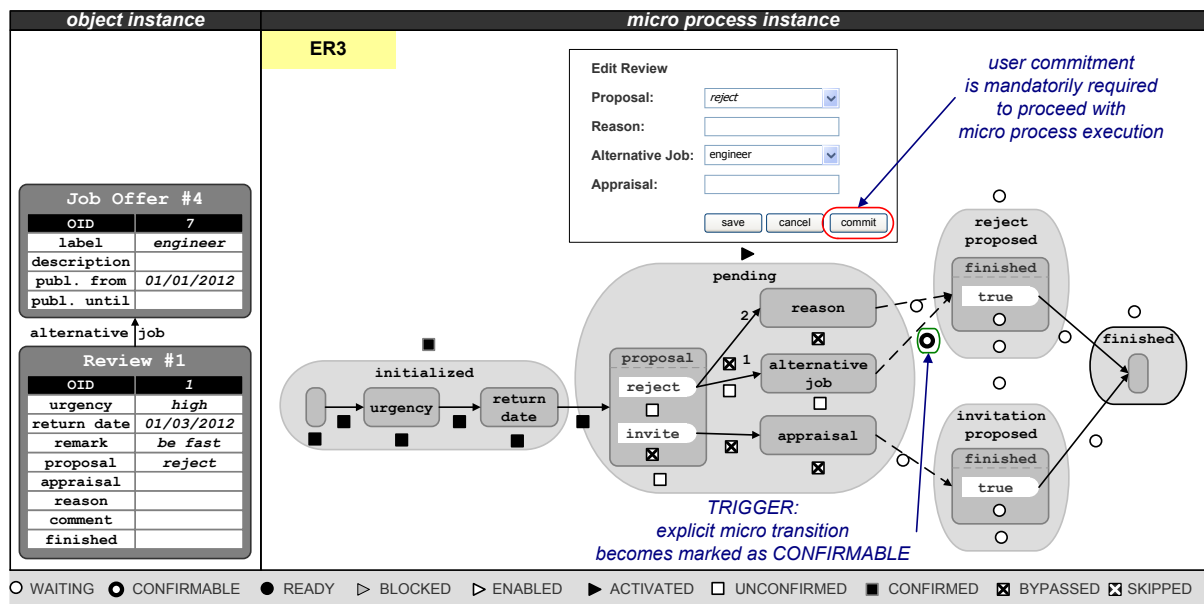 object instance
micro process instance
ER3
Edit Review
Proposal: reject
Reason:
Alternative Job: engineer
Appraisal:
save cancel commit
user commitment
is mandatorily required
to proceed with
micro process execution
Job Offer #4
OID 7
label engineer
description
publ. from 01/01/2012
publ. until
alternative job
Review #1
OID 1
urgency high
return date 01/03/2012
remark be fast
proposal reject
appraisal
reason
comment
finished
initialized
urgency
return
date
pending
proposal
reject
invite
2
1
reason
alternative
job
appraisal
reject
proposed
finished
true
invitation
proposed
finished
true
finished
TRIGGER:
explicit micro transition
becomes marked as CONFIRMABLE
WAITING CONFIRMABLE READY BLOCKED ENABLED ACTIVATED UNCONFIRMED CONFIRMED BYPASSED SKIPPED